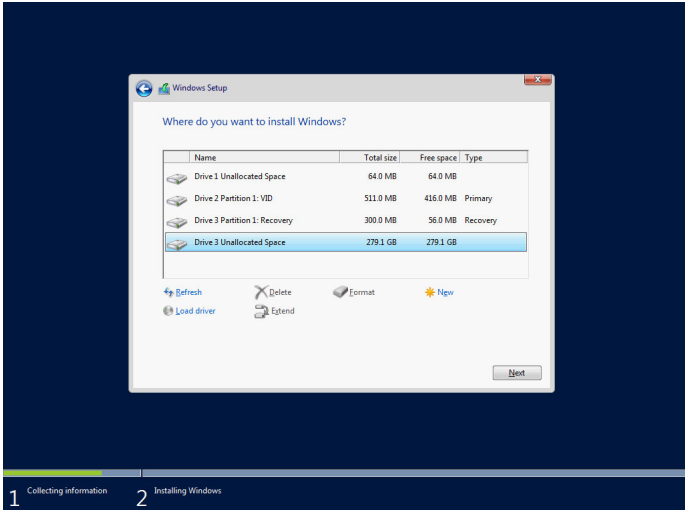 Windows Setup
Where do you want to install Windows?
Name Total size Free space Type
Drive 1 Unallocated Space 64.0 MB 64.0 MB
Drive 2 Partition 1: VID 511.0 MB 416.0 MB Primary
Drive 3 Partition 1: Recovery 300.0 MB 56.0 MB Recovery
Drive 3 Unallocated Space 279.1 GB 279.1 GB
Refresh Delete Format New
Load driver Extend
Next
1 Collecting information 2 Installing Windows